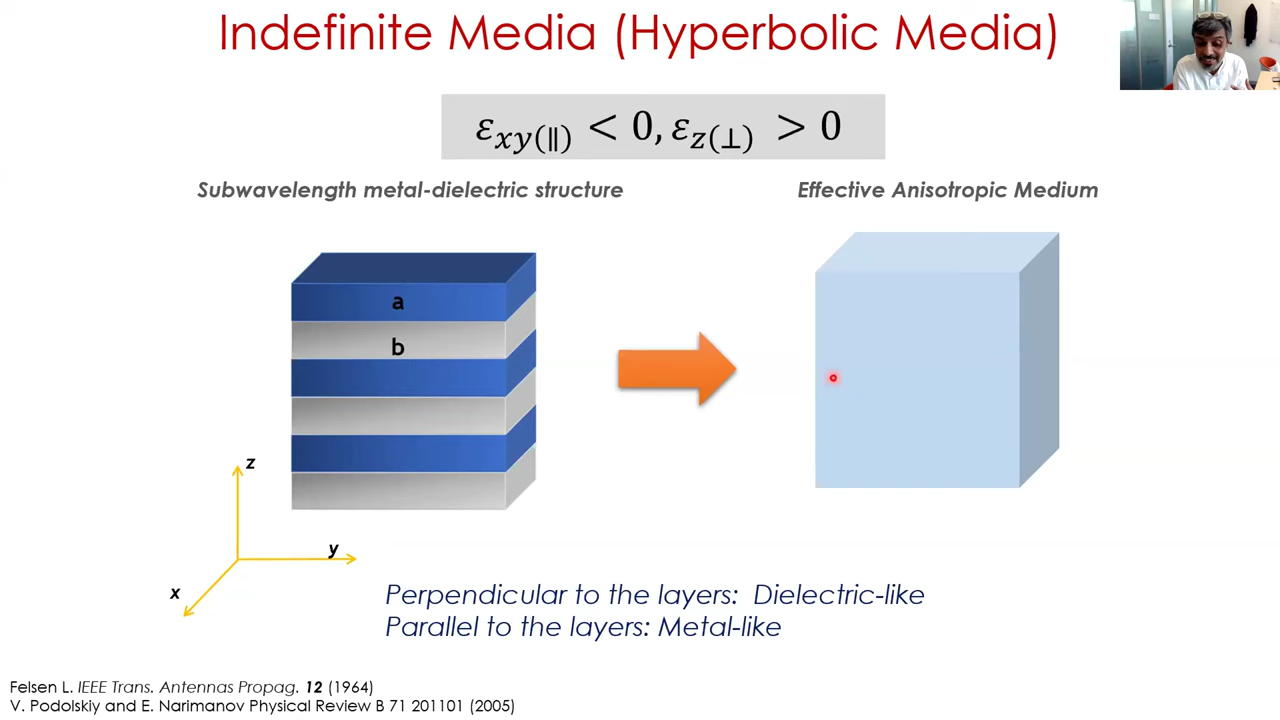 Indefinite Media (Hyperbolic Media)
εxy(∥) < 0, εz(⊥) > 0
Subwavelength metal-dielectric structure
Effective Anisotropic Medium
a
b
z
y
x
Perpendicular to the layers: Dielectric-like
Parallel to the layers: Metal-like
Felsen L. IEEE Trans. Antennas Propag. 12 (1964)
V. Podolskiy and E. Narimanov Physical Review B 71 201101 (2005)